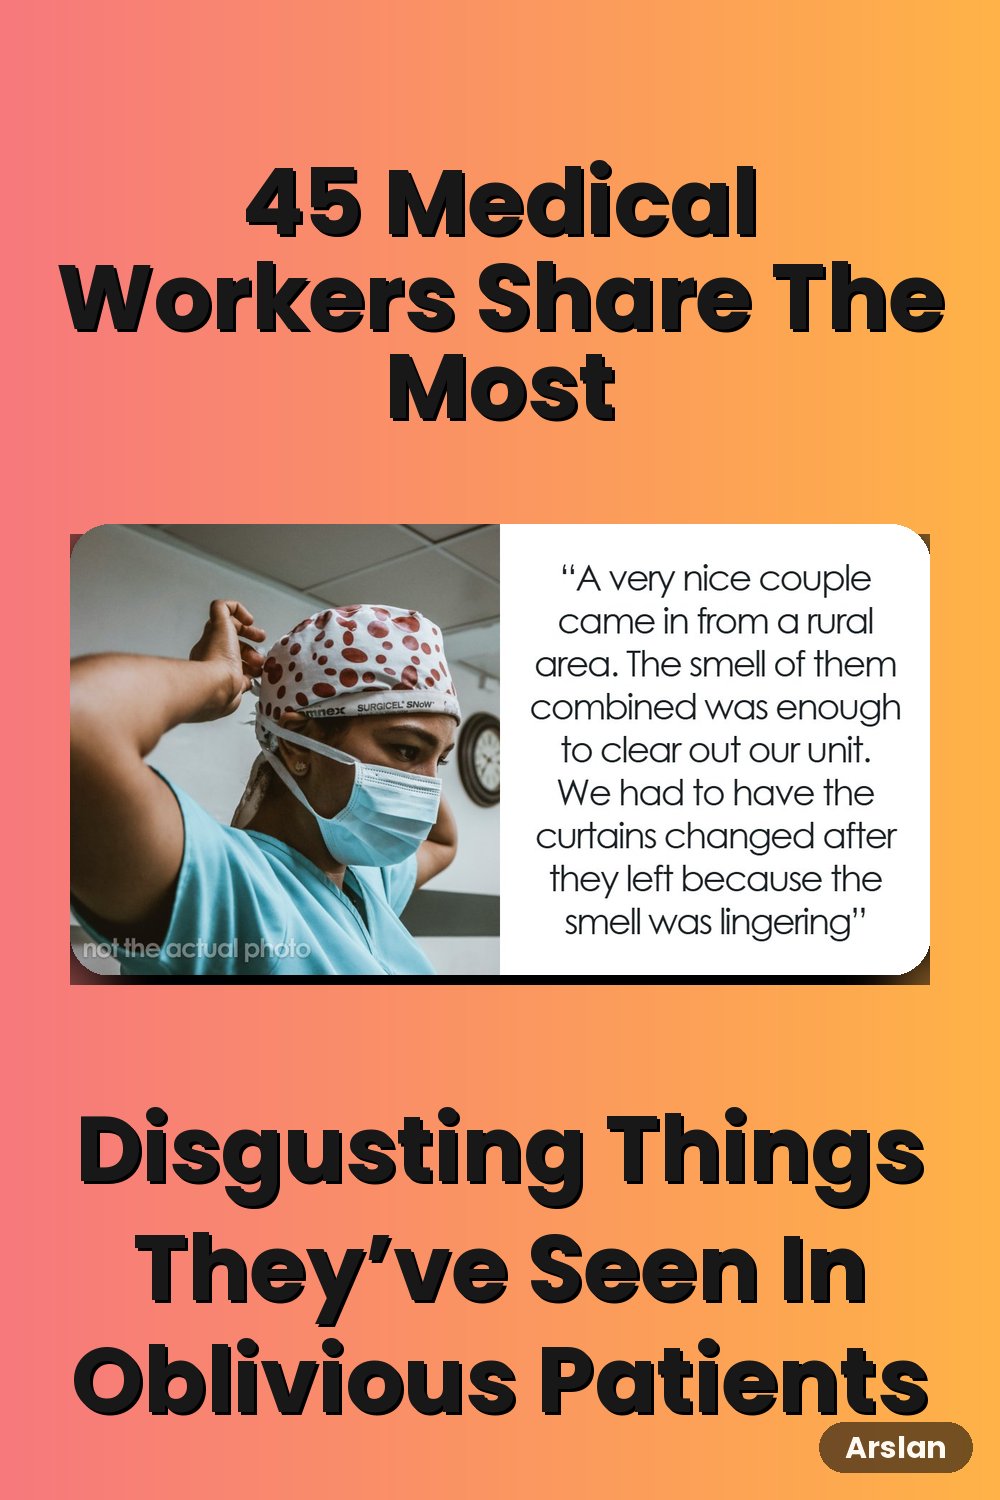 45 Medical
Workers Share The
Most
“A very nice couple
came in from a rural
area. The smell of them
combined was enough
to clear out our unit.
We had to have the
curtains changed after
they left because the
smell was lingering”
SURGICEL SNoW
not the actual photo
Disgusting Things
They’ve Seen In
Oblivious Patients
Arslan